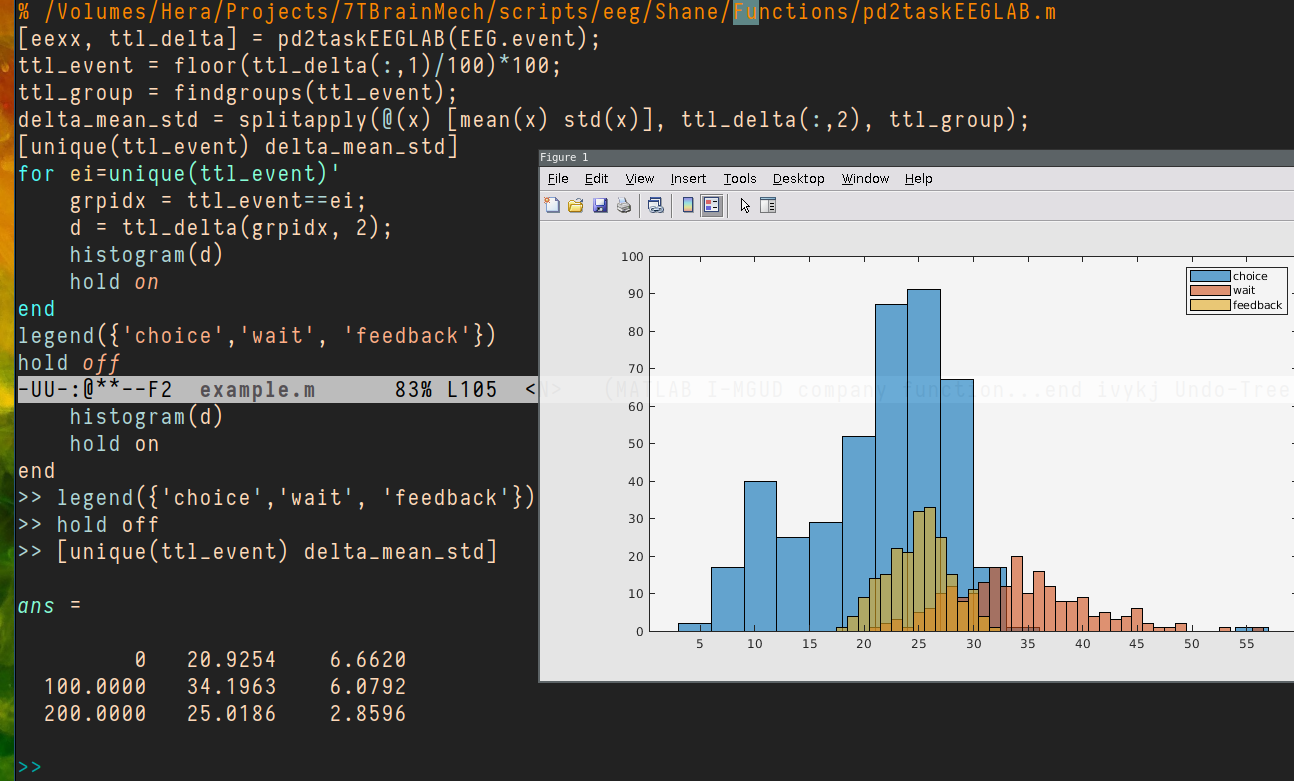 % /Volumes/Hera/Projects/7TBrainMech/scripts/eeg/Shane/Functions/pd2taskEEGLAB.m
[eexx, ttl_delta] = pd2taskEEGLAB(EEG.event);
ttl_event = floor(ttl_delta(:,1)/100)*100;
ttl_group = findgroups(ttl_event);
delta_mean_std = splitapply(@(x) [mean(x) std(x)], ttl_delta(:,2), ttl_group);
[unique(ttl_event) delta_mean_std]
for ei=unique(ttl_event)'
    grpidx = ttl_event==ei;
    d = ttl_delta(grpidx, 2);
    histogram(d)
    hold on
end
legend({'choice','wait', 'feedback'})
hold off
-UU-:@**--F2  example.m      83% L105  <N>   (MATLAB I-MGUD company function...end ivykj Undo-Tree
    histogram(d)
    hold on
end
>> legend({'choice','wait', 'feedback'})
>> hold off
>> [unique(ttl_event) delta_mean_std]
ans =
0   20.9254    6.6620
100.0000   34.1963    6.0792
200.0000   25.0186    2.8596
>>
Figure 1
File Edit View Insert Tools Desktop Window Help
100
90
80
70
60
50
40
30
20
10
0
5 10 15 20 25 30 35 40 45 50 55
choice
wait
feedback